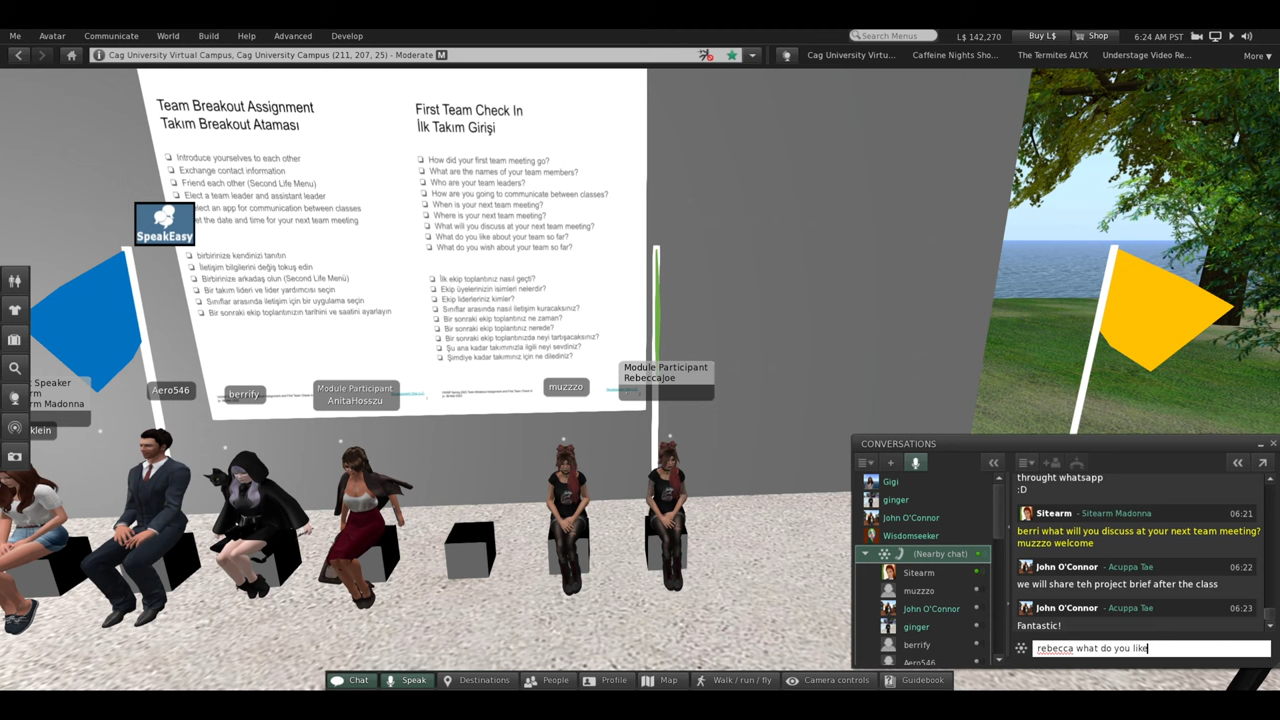 Me Avatar Communicate World Build Help Advanced Develop
Search Menus
L$ 142,270
Buy L$
Shop
6:24 AM PST
Cag University Virtual Campus, Cag University Campus (211, 207, 25) - Moderate M
Cag University Virtu...
Caffeine Nights Sho...
The Termites ALYX
Understage Video Re...
More ▾
Team Breakout Assignment
Takım Breakout Ataması
Introduce yourselves to each other
Exchange contact information
Friend each other (Second Life Menu)
Elect a team leader and assistant leader
elect an app for communication between classes
et the date and time for your next team meeting
birbirinize kendinizi tanıtın
İletişim bilgilerini değiş tokuş edin
Birbirinize arkadaş olun (Second Life Menü)
Bir takım lideri ve lider yardımcısı seçin
Sınıflar arasında iletişim için bir uygulama seçin
Bir sonraki ekip toplantınızın tarihini ve saatini ayarlayın
First Team Check In
İlk Takım Girişi
How did your first team meeting go?
What are the names of your team members?
Who are your team leaders?
How are you going to communicate between classes?
When is your next team meeting?
Where is your next team meeting?
What will you discuss at your next team meeting?
What do you like about your team so far?
What do you wish about your team so far?
İlk ekip toplantınız nasıl geçti?
Ekip üyelerinizin isimleri nelerdir?
Ekip liderleriniz kimler?
Sınıflar arasında nasıl iletişim kuracaksınız?
Bir sonraki ekip toplantınız ne zaman?
Bir sonraki ekip toplantınız nerede?
Bir sonraki ekip toplantınızda neyi tartışacaksınız?
Şu ana kadar takımınızla ilgili neyi sevdiniz?
Şimdiye kadar takımınız için ne dilediniz?
SpeakEasy
t Speaker
rm
rm Madonna
klein
Aero546
berrify
Module Participant
AnitaHosszu
muzzzo
Module Participant
RebeccaJoe
CONVERSATIONS
Gigi
ginger
John O'Connor
Wisdomseeker
(Nearby chat)
Sitearm
muzzzo
John O'Connor
ginger
berrify
Aero546
throught whatsapp
:D
Sitearm - Sitearm Madonna 06:21
berri what will you discuss at your next team meeting?
muzzzo welcome
John O'Connor - Acuppa Tae 06:22
we will share teh project brief after the class
John O'Connor - Acuppa Tae 06:23
Fantastic!
rebecca what do you like
Chat Speak Destinations People Profile Map Walk / run / fly Camera controls Guidebook